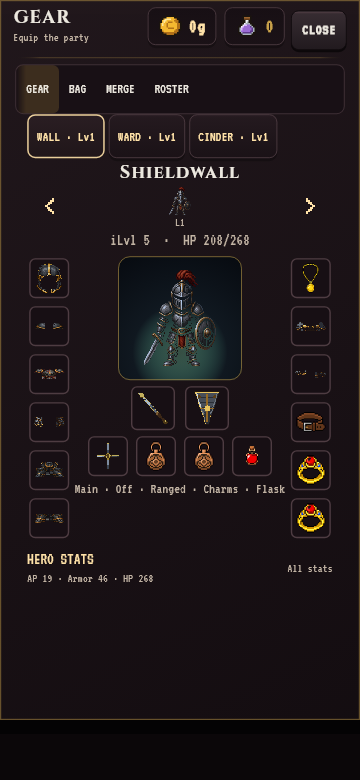 GEAR
Equip the party
0g
0
CLOSE
GEAR BAG MERGE ROSTER
WALL · Lv1 WARD · Lv1 CINDER · Lv1
Shieldwall
< >
L1
iLvl 5 · HP 208/268
Main · Off · Ranged · Charms · Flask
HERO STATS
AP 19 · Armor 46 · HP 268
All stats